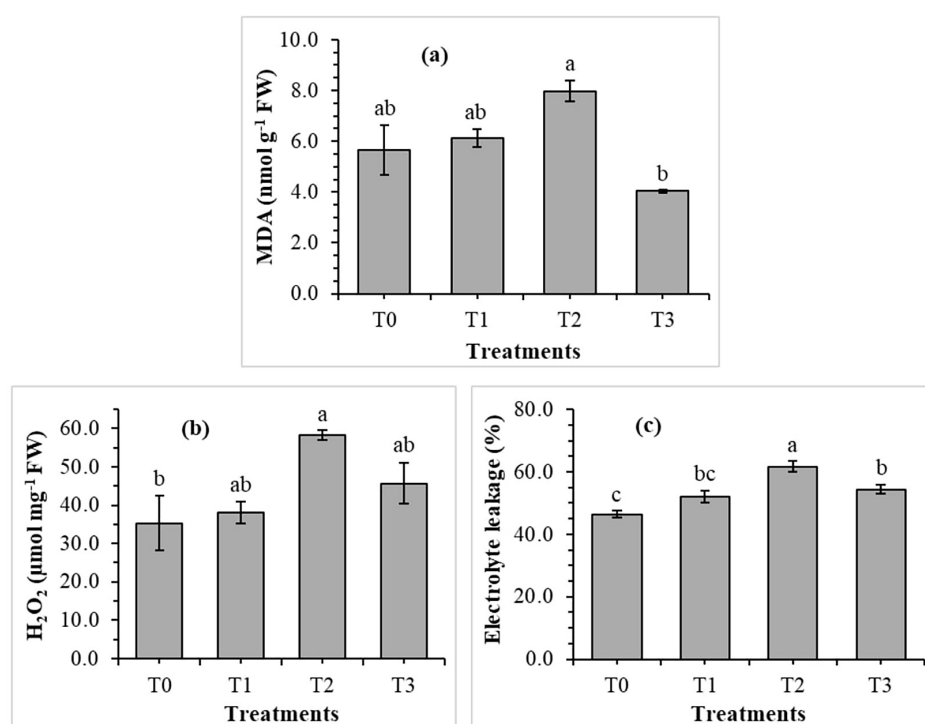 (a)
MDA (nmol g⁻¹ FW)
10.0
8.0
6.0
4.0
2.0
0.0
ab
ab
a
b
T0 T1 T2 T3
Treatments
(b)
H₂O₂ (µmol mg⁻¹ FW)
60.0
50.0
40.0
30.0
20.0
10.0
0.0
b
ab
a
ab
T0 T1 T2 T3
Treatments
(c)
Electrolyte leakage (%)
80.0
60.0
40.0
20.0
0.0
c
bc
a
b
T0 T1 T2 T3
Treatments